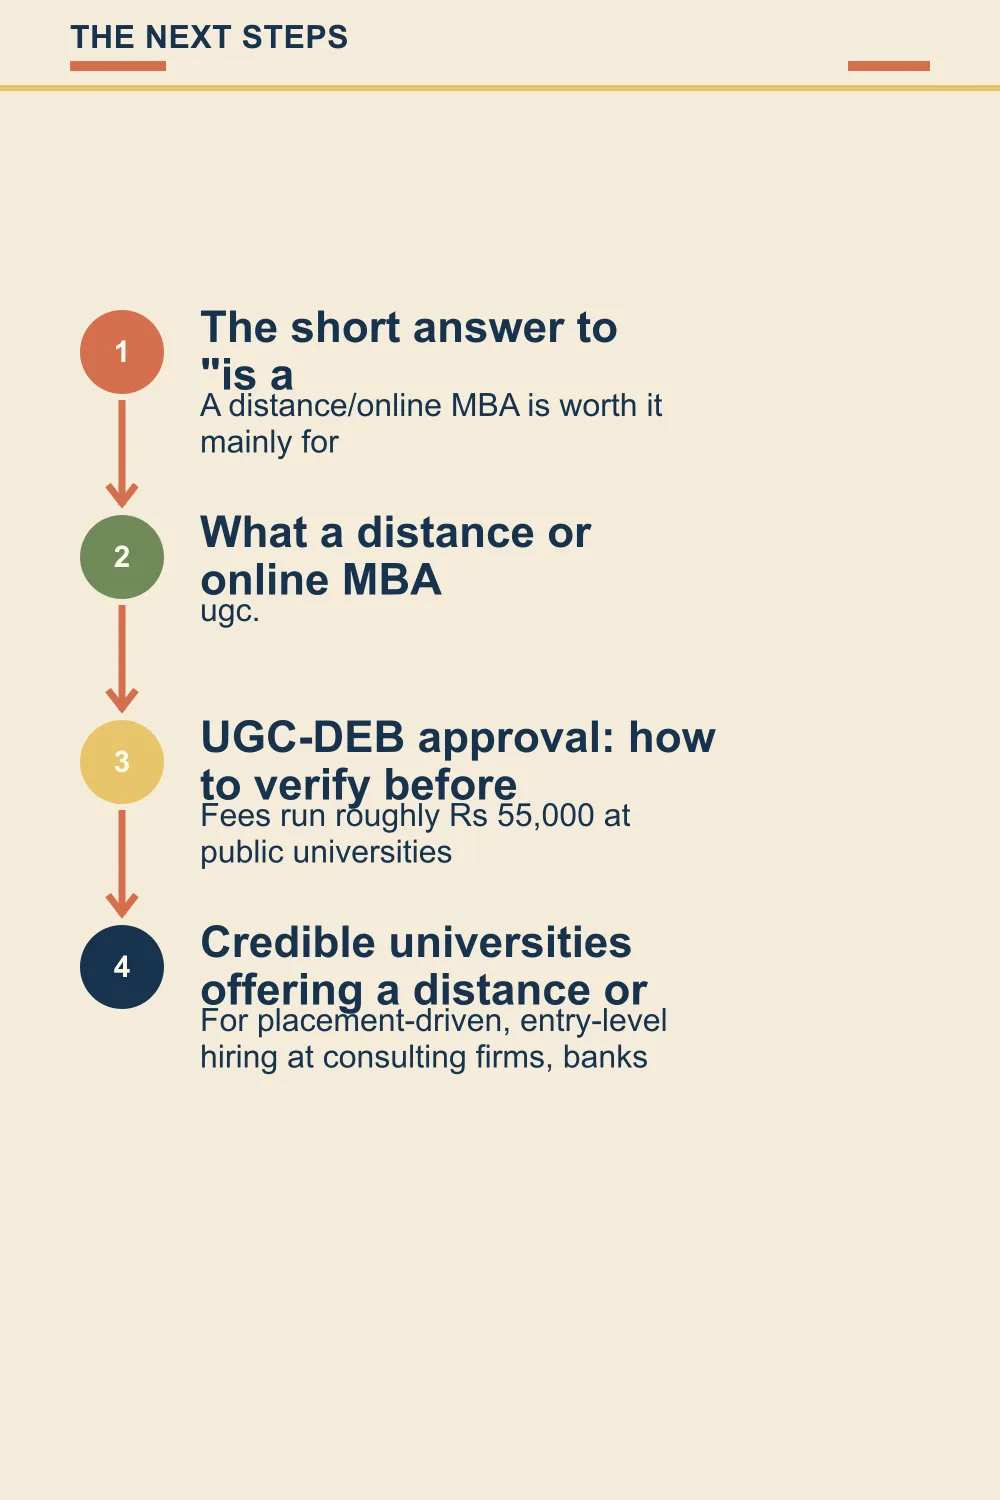 THE NEXT STEPS
1
The short answer to
"is a
A distance/online MBA is worth it
mainly for
2
What a distance or
online MBA
ugc.
3
UGC-DEB approval: how
to verify before
Fees run roughly Rs 55,000 at
public universities
4
Credible universities
offering a distance or
For placement-driven, entry-level
hiring at consulting firms, banks